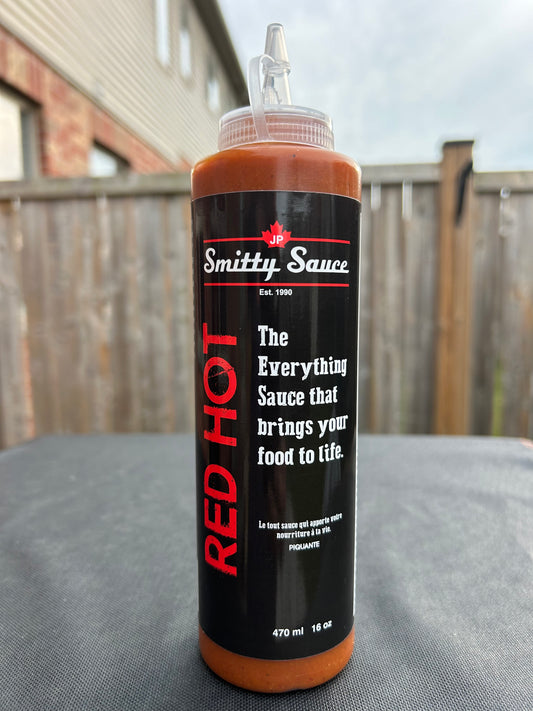 JP
Smitty Sauce
Est. 1990
RED HOT
The
Everything
Sauce that
brings your
food to life.
Le tout sauce qui apporte votre
nourriture à la vie.
PIQUANTE
470 ml 16 oz